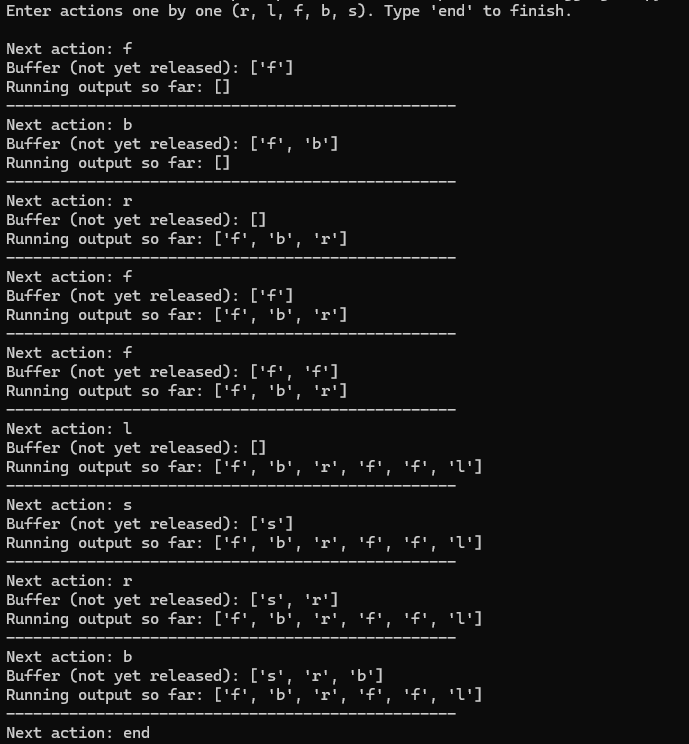 Enter actions one by one (r, l, f, b, s). Type 'end' to finish.
Next action: f
Buffer (not yet released): ['f']
Running output so far: []
--------------------------------------------------
Next action: b
Buffer (not yet released): ['f', 'b']
Running output so far: []
--------------------------------------------------
Next action: r
Buffer (not yet released): []
Running output so far: ['f', 'b', 'r']
--------------------------------------------------
Next action: f
Buffer (not yet released): ['f']
Running output so far: ['f', 'b', 'r']
--------------------------------------------------
Next action: f
Buffer (not yet released): ['f', 'f']
Running output so far: ['f', 'b', 'r']
--------------------------------------------------
Next action: l
Buffer (not yet released): []
Running output so far: ['f', 'b', 'r', 'f', 'f', 'l']
--------------------------------------------------
Next action: s
Buffer (not yet released): ['s']
Running output so far: ['f', 'b', 'r', 'f', 'f', 'l']
--------------------------------------------------
Next action: r
Buffer (not yet released): ['s', 'r']
Running output so far: ['f', 'b', 'r', 'f', 'f', 'l']
--------------------------------------------------
Next action: b
Buffer (not yet released): ['s', 'r', 'b']
Running output so far: ['f', 'b', 'r', 'f', 'f', 'l']
--------------------------------------------------
Next action: end